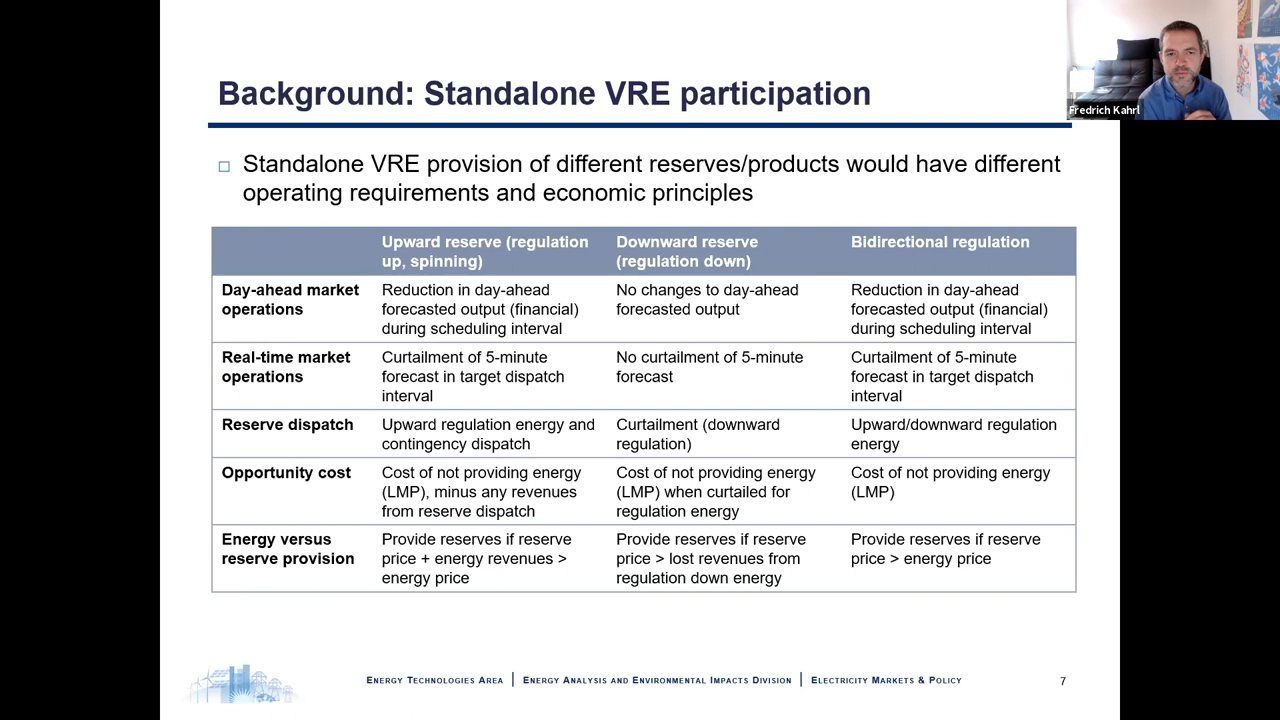 Fredrich Kahrl
Background: Standalone VRE participation
Standalone VRE provision of different reserves/products would have different
operating requirements and economic principles
Upward reserve (regulation
up, spinning)
Downward reserve
(regulation down)
Bidirectional regulation
Day-ahead market
operations
Reduction in day-ahead
forecasted output (financial)
during scheduling interval
No changes to day-ahead
forecasted output
Reduction in day-ahead
forecasted output (financial)
during scheduling interval
Real-time market
operations
Curtailment of 5-minute
forecast in target dispatch
interval
No curtailment of 5-minute
forecast
Curtailment of 5-minute
forecast in target dispatch
interval
Reserve dispatch
Upward regulation energy and
contingency dispatch
Curtailment (downward
regulation)
Upward/downward regulation
energy
Opportunity cost
Cost of not providing energy
(LMP), minus any revenues
from reserve dispatch
Cost of not providing energy
(LMP) when curtailed for
regulation energy
Cost of not providing energy
(LMP)
Energy versus
reserve provision
Provide reserves if reserve
price + energy revenues >
energy price
Provide reserves if reserve
price > lost revenues from
regulation down energy
Provide reserves if reserve
price > energy price
Energy Technologies Area | Energy Analysis and Environmental Impacts Division | Electricity Markets & Policy
7